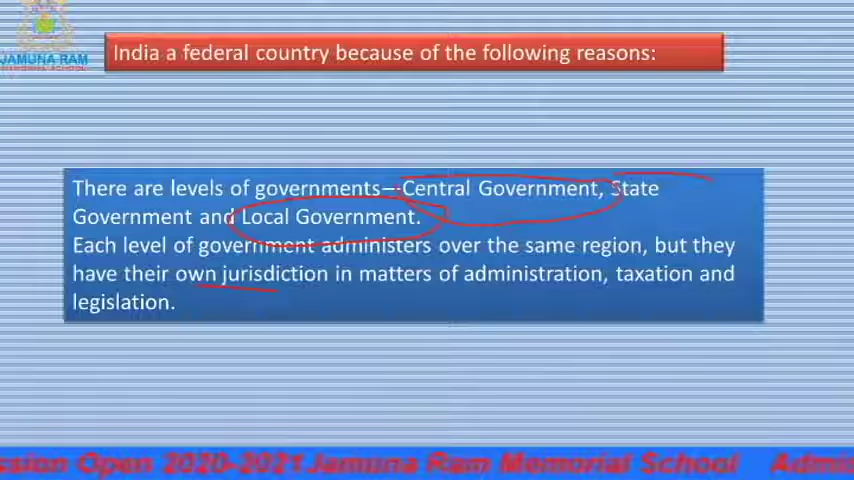 JAMUNA RAM
India a federal country because of the following reasons:
There are levels of governments—Central Government, State
Government and Local Government.
Each level of government administers over the same region, but they
have their own jurisdiction in matters of administration, taxation and
legislation.
ssion Open 2020-2021 Jamuna Ram Memorial School Admis